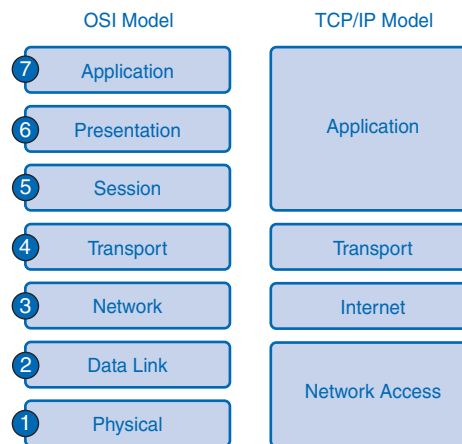 OSI Model
TCP/IP Model
7 Application
6 Presentation
5 Session
4 Transport
3 Network
2 Data Link
1 Physical
Application
Transport
Internet
Network Access